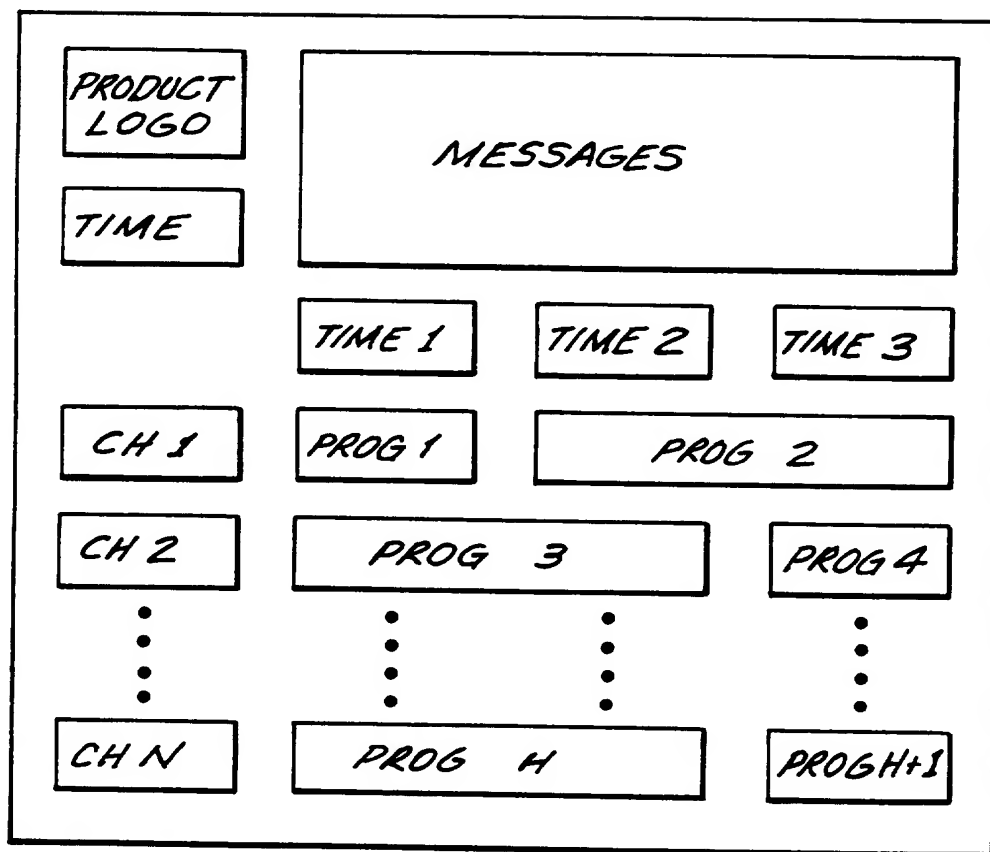 PRODUCT
LOGO
MESSAGES
TIME
TIME 1 TIME 2 TIME 3
CH 1 PROG 1 PROG 2
CH 2 PROG 3 PROG 4
CH N PROG H PROG H+1